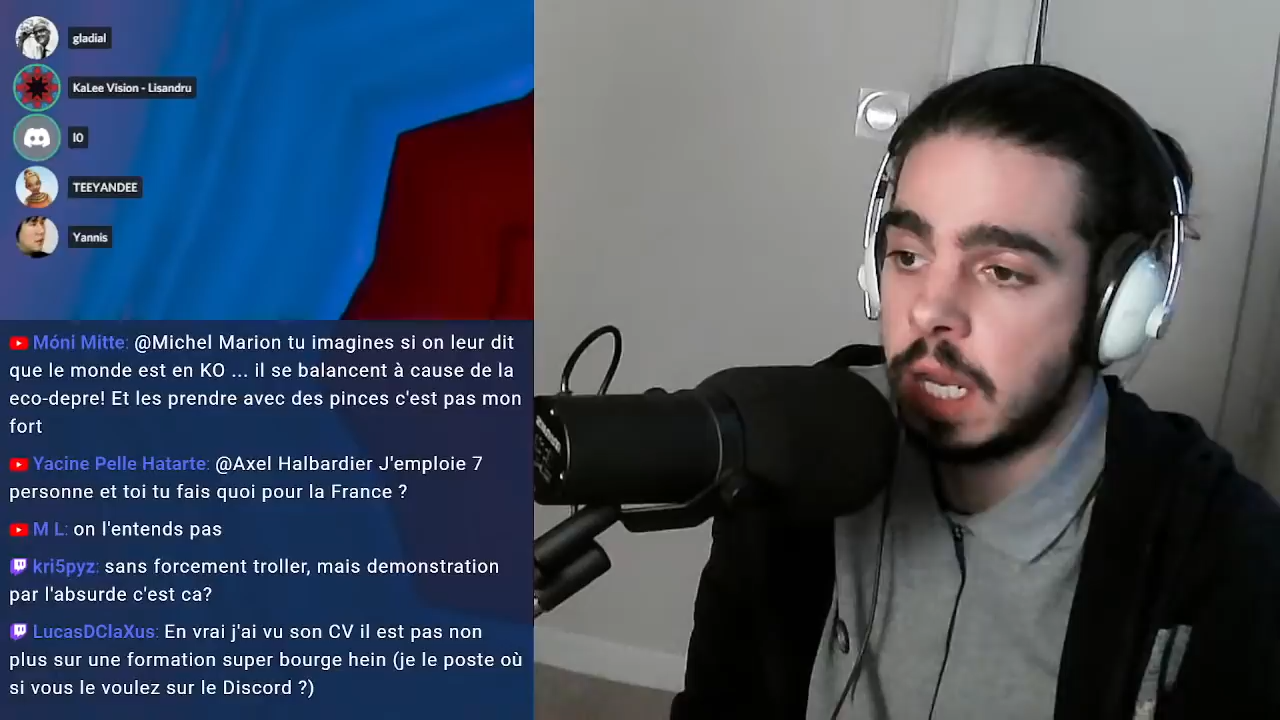 gladial
KaLee Vision - Lisandru
IO
TEEYANDEE
Yannis
Móni Mitte: @Michel Marion tu imagines si on leur dit
que le monde est en KO ... il se balancent à cause de la
eco-depre! Et les prendre avec des pinces c'est pas mon
fort
Yacine Pelle Hatarte: @Axel Halbardier J'emploie 7
personne et toi tu fais quoi pour la France ?
M L: on l'entends pas
kri5pyz: sans forcement troller, mais demonstration
par l'absurde c'est ca?
LucasDClaXus: En vrai j'ai vu son CV il est pas non
plus sur une formation super bourge hein (je le poste où
si vous le voulez sur le Discord ?)